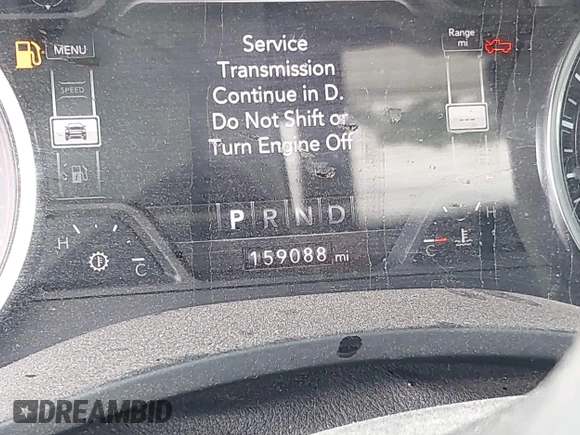 MENU
SPEED
Service
Transmission
Continue in D.
Do Not Shift or
Turn Engine Off
Range
mi
---
P R N D
159088 mi
H
C
C
H
DREAMBID